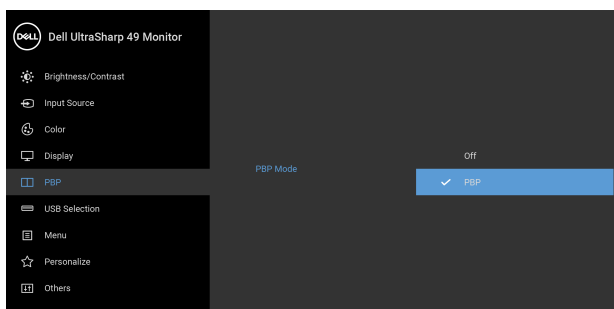 DELL Dell UltraSharp 49 Monitor
Brightness/Contrast
Input Source
Color
Display
PBP
USB Selection
Menu
Personalize
Others
PBP Mode
Off
PBP